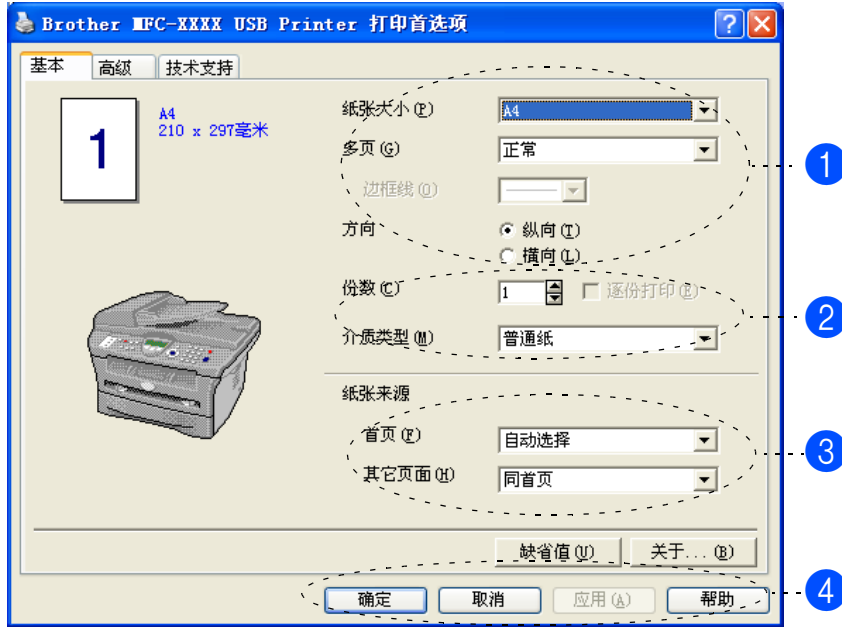 Brother MFC-XXXX USB Printer 打印首选项
基本 高级 技术支持
1
A4
210 x 297毫米
纸张大小(P) A4
多页(G) 正常
边框线(O)
方向 纵向(T)
横向(L)
1
份数(C) 1 逐份打印(E)
介质类型(M) 普通纸
2
纸张来源
首页(F) 自动选择
其它页面(H) 同首页
3
缺省值(U) 关于...(B)
确定 取消 应用(A) 帮助
4